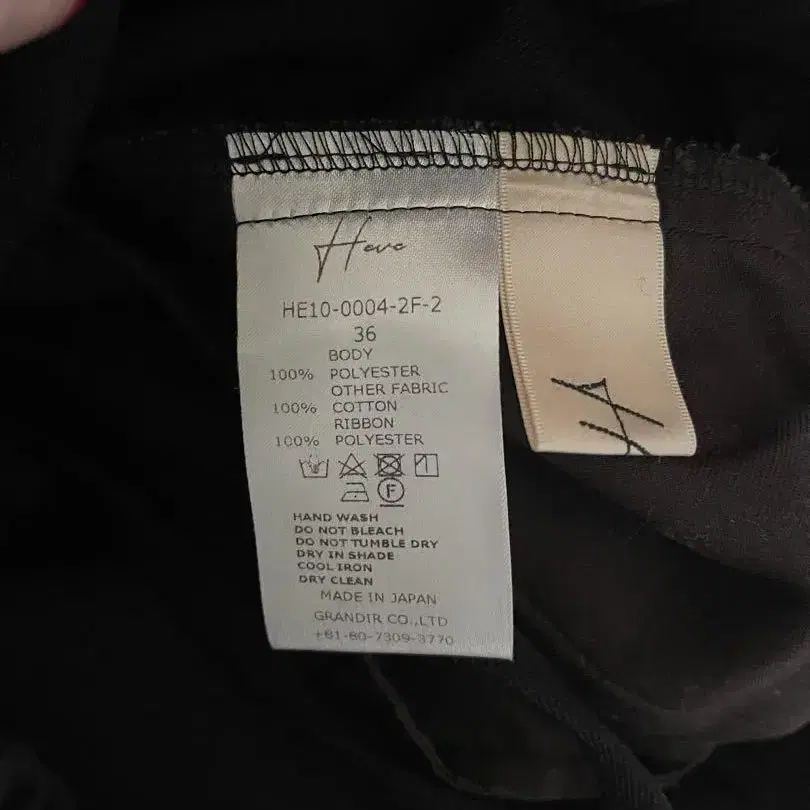 Heve
HE10-0004-2F-2
36
BODY
100% POLYESTER
OTHER FABRIC
100% COTTON
RIBBON
100% POLYESTER
F
HAND WASH
DO NOT BLEACH
DO NOT TUMBLE DRY
DRY IN SHADE
COOL IRON
DRY CLEAN
MADE IN JAPAN
GRANDIR CO.,LTD
+81-80-7309-3770
H